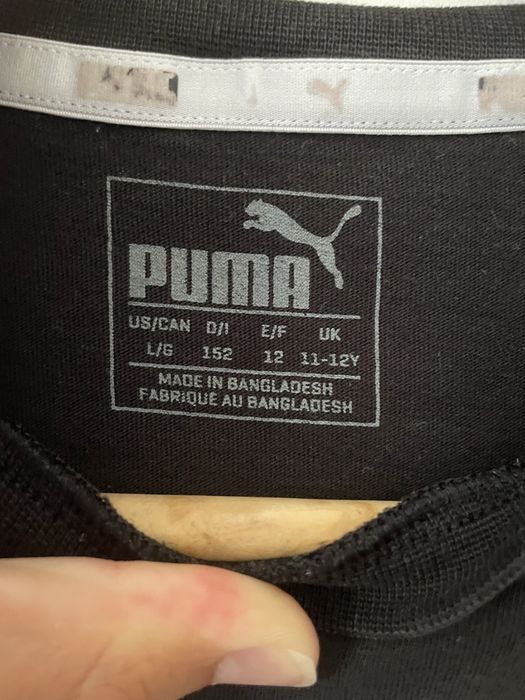 PUMA
US/CAN D/I E/F UK
L/G 152 12 11-12Y
MADE IN BANGLADESH
FABRIQUÉ AU BANGLADESH